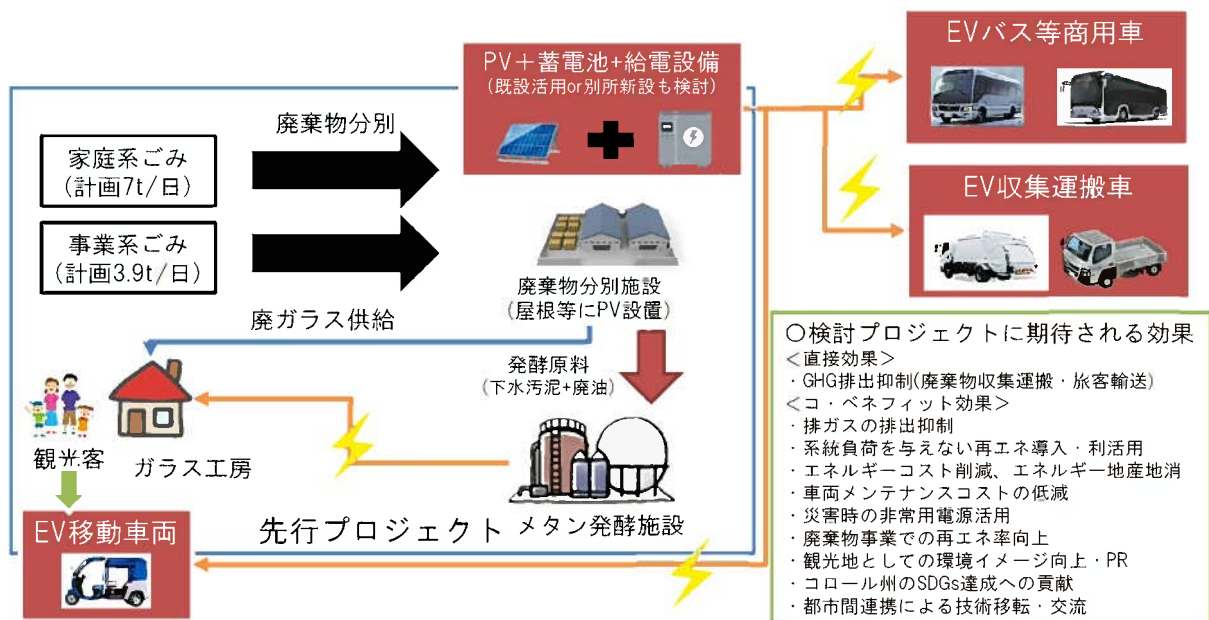 EVバス等商用車
PV＋蓄電池+給電設備
(既設活用or別所新設も検討)
廃棄物分別
家庭系ごみ
(計画7t/日)
EV収集運搬車
事業系ごみ
(計画3.9t/日)
廃棄物分別施設
(屋根等にPV設置)
廃ガラス供給
発酵原料
(下水汚泥+廃油)
観光客
ガラス工房
先行プロジェクト
メタン発酵施設
EV移動車両
〇検討プロジェクトに期待される効果
＜直接効果＞
・GHG排出抑制(廃棄物収集運搬・旅客輸送)
＜コ・ベネフィット効果＞
・排ガスの排出抑制
・系統負荷を与えない再エネ導入・利活用
・エネルギーコスト削減、エネルギー地産地消
・車両メンテナンスコストの低減
・災害時の非常用電源活用
・廃棄物事業での再エネ率向上
・観光地としての環境イメージ向上・PR
・コロール州のSDGs達成への貢献
・都市間連携による技術移転・交流